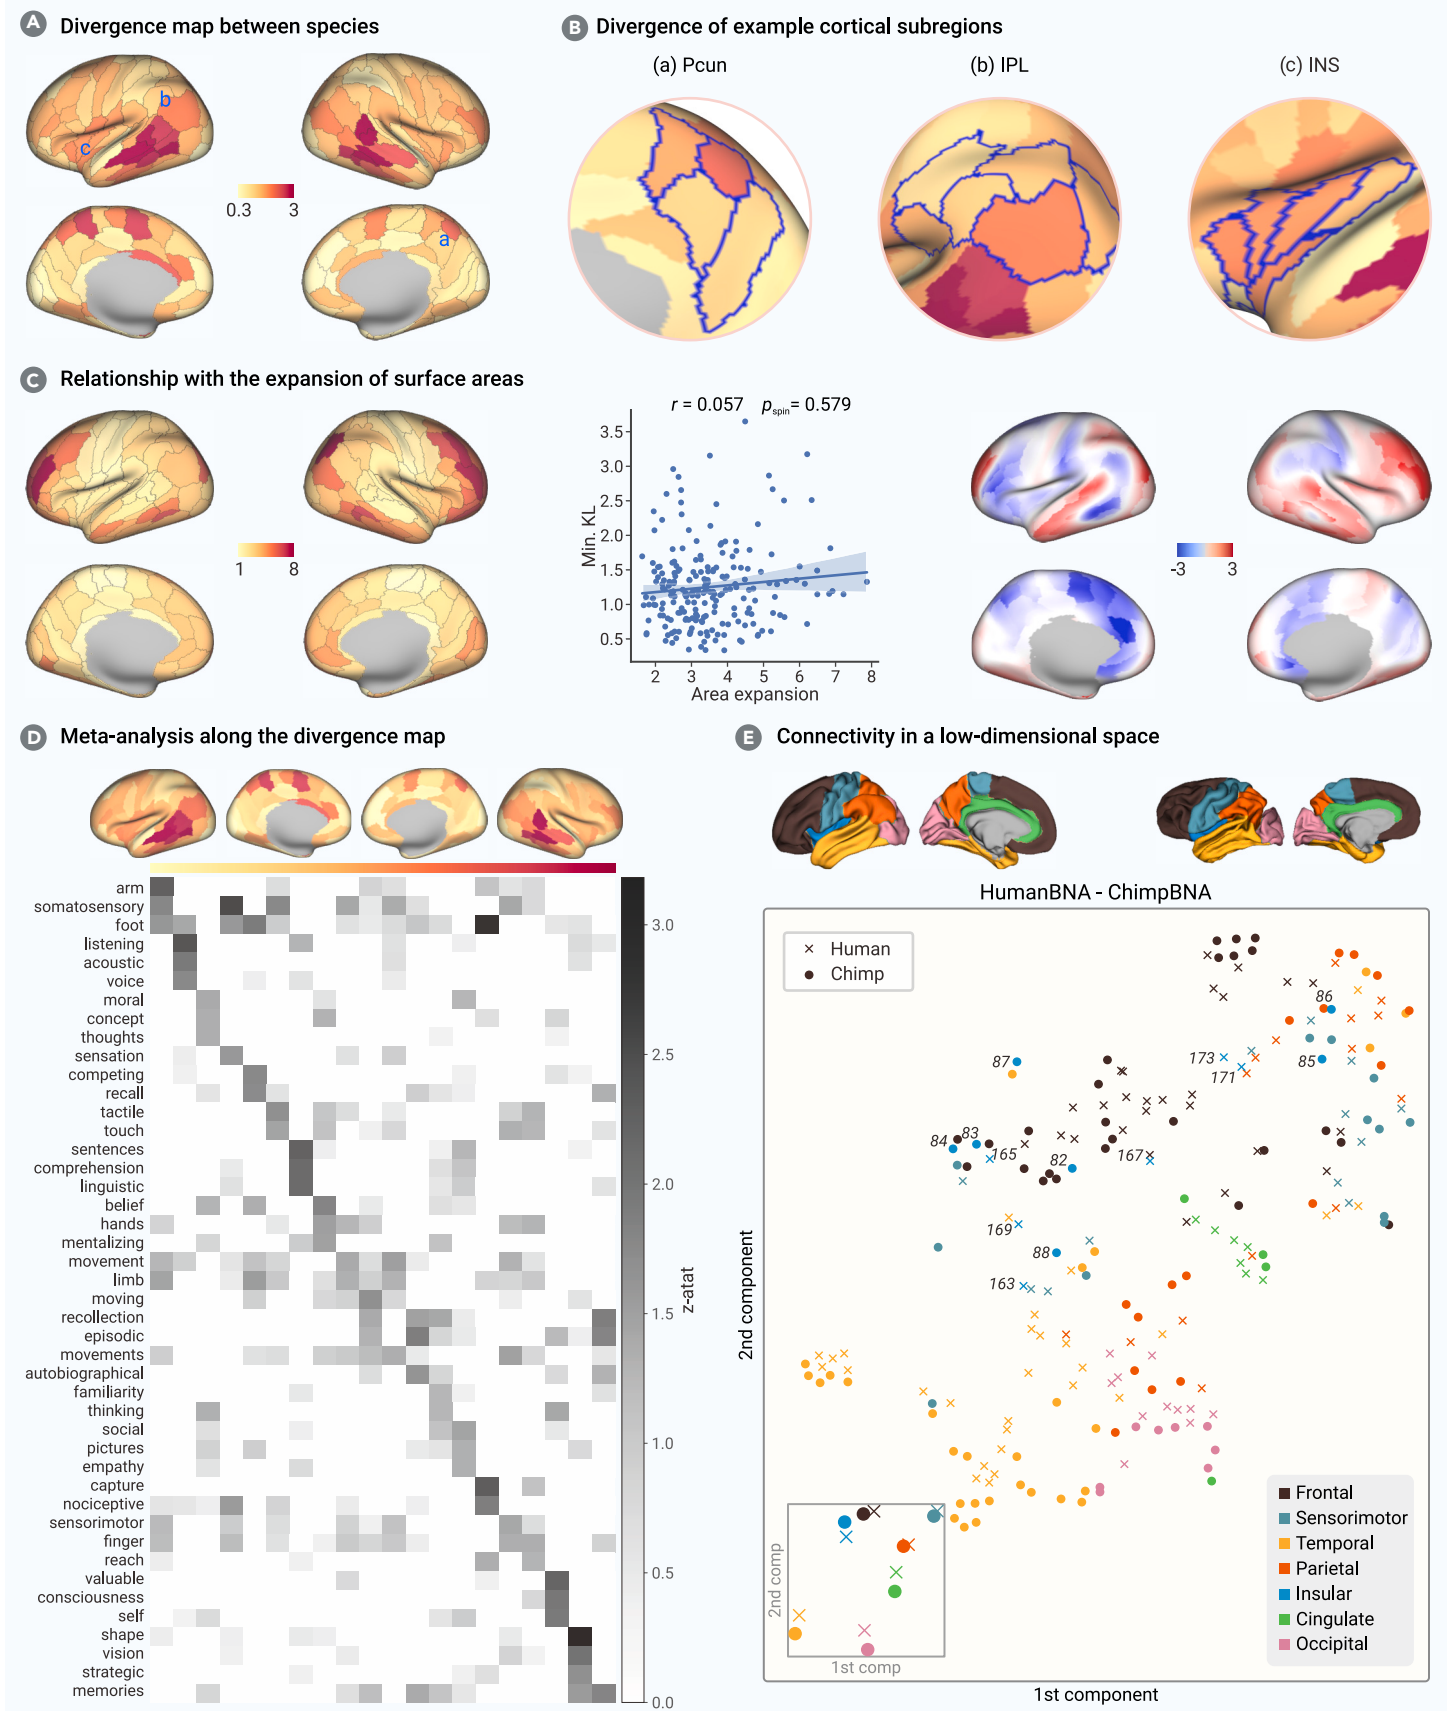 A Divergence map between species
b
c
0.3 3
a
B Divergence of example cortical subregions
(a) Pcun (b) IPL (c) INS
C Relationship with the expansion of surface areas
1 8
r = 0.057 pspin= 0.579
3.5
3.0
2.5
2.0
1.5
1.0
0.5
Min. KL
2 3 4 5 6 7 8
Area expansion
-3 3
D Meta-analysis along the divergence map
arm
somatosensory
foot
listening
acoustic
voice
moral
concept
thoughts
sensation
competing
recall
tactile
touch
sentences
comprehension
linguistic
belief
hands
mentalizing
movement
limb
moving
recollection
episodic
movements
autobiographical
familiarity
thinking
social
pictures
empathy
capture
nociceptive
sensorimotor
finger
reach
valuable
consciousness
self
shape
vision
strategic
memories
3.0
2.5
2.0
1.5
1.0
0.5
0.0
z-atat
E Connectivity in a low-dimensional space
HumanBNA - ChimpBNA
Human
Chimp
86
87
173
171
85
84
83
165
82
167
169
88
163
2nd component
1st component
2nd comp
1st comp
Frontal
Sensorimotor
Temporal
Parietal
Insular
Cingulate
Occipital